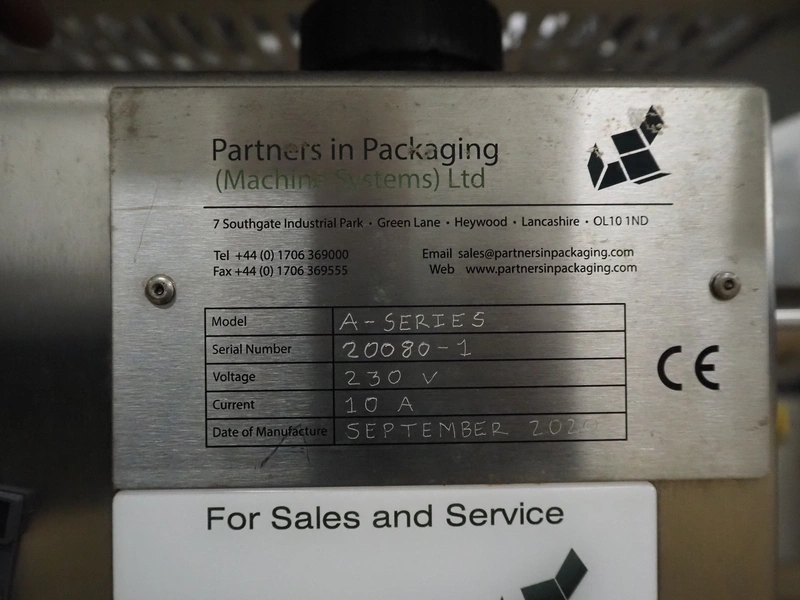 Partners in Packaging
(Machine Systems) Ltd
7 Southgate Industrial Park · Green Lane · Heywood · Lancashire · OL10 1ND
Tel +44 (0) 1706 369000 Email sales@partnersinpackaging.com
Fax +44 (0) 1706 369555 Web www.partnersinpackaging.com
Model A-SERIES
Serial Number 20080-1
Voltage 230 V
Current 10 A
Date of Manufacture SEPTEMBER
CE
For Sales and Service